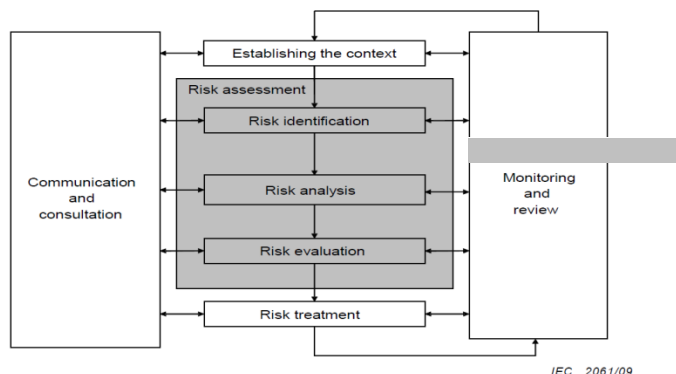 Establishing the context
Risk assessment
Risk identification
Communication
and
consultation
Risk analysis
Monitoring
and
review
Risk evaluation
Risk treatment
IEC 2061/09